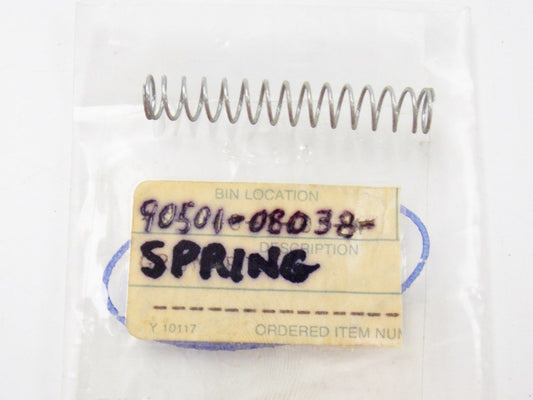 BIN LOCATION
90501-08038-
DESCRIPTION
SPRING
Y 10117 ORDERED ITEM NUM